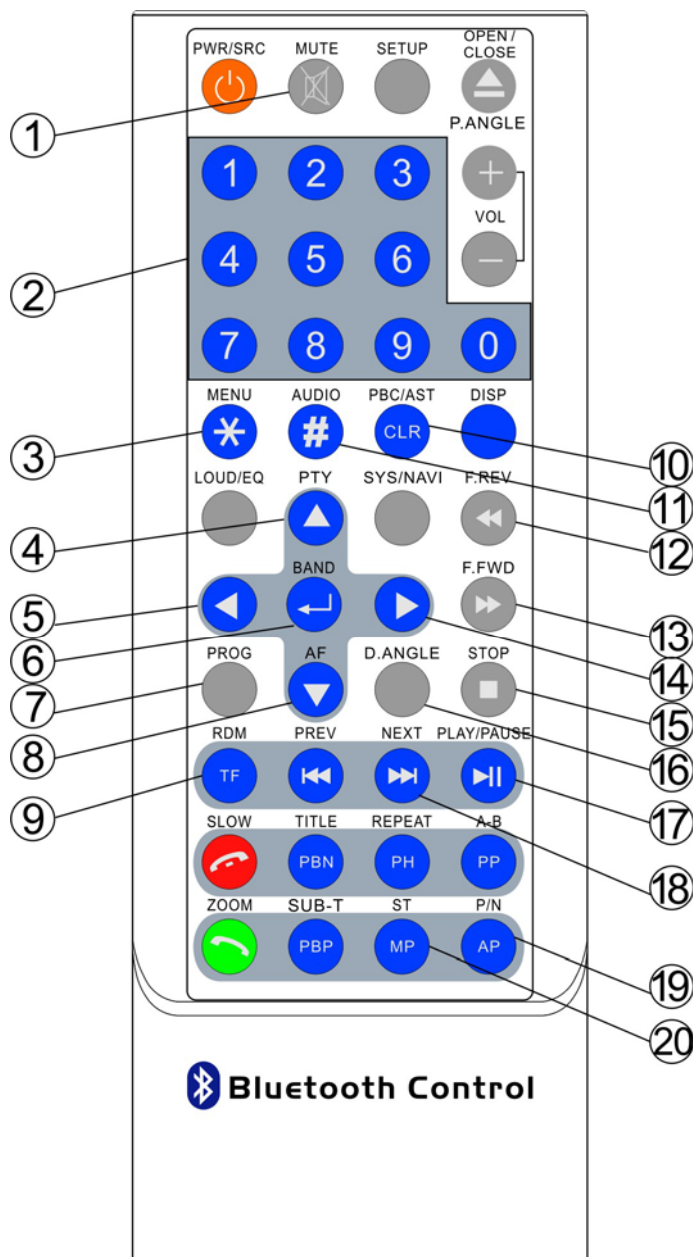 PWR/SRC MUTE SETUP OPEN / CLOSE
1
P.ANGLE
1 2 3
VOL
2
4 5 6
7 8 9 0
MENU AUDIO PBC/AST DISP
3
* # CLR
10
LOUD/EQ PTY SYS/NAVI F.REV
11
4
12
BAND F.FWD
5
13
6
PROG AF D.ANGLE STOP
14
7
15
8
RDM PREV NEXT PLAY/PAUSE
16
9
TF
17
SLOW TITLE REPEAT A-B
PBN PH PP
18
ZOOM SUB-T ST P/N
PBP MP AP
19
20
Bluetooth Control